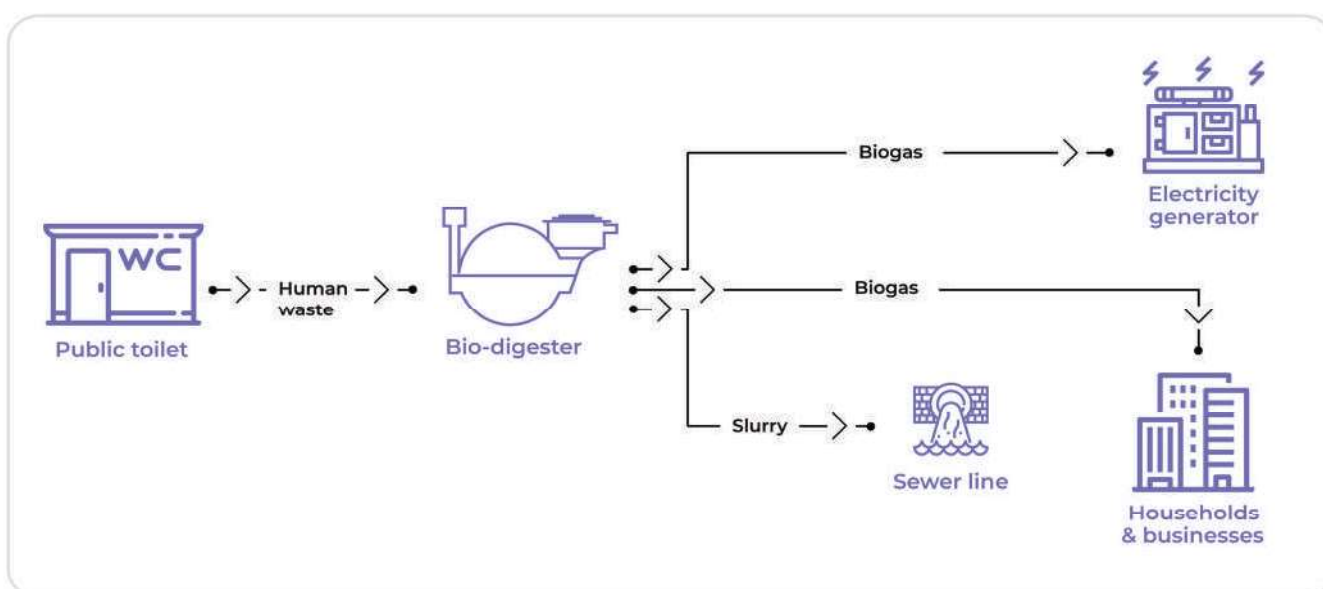 Biogas
Electricity
generator
WC
Human
waste
Public toilet
Bio-digester
Biogas
Slurry
Sewer line
Households
& businesses